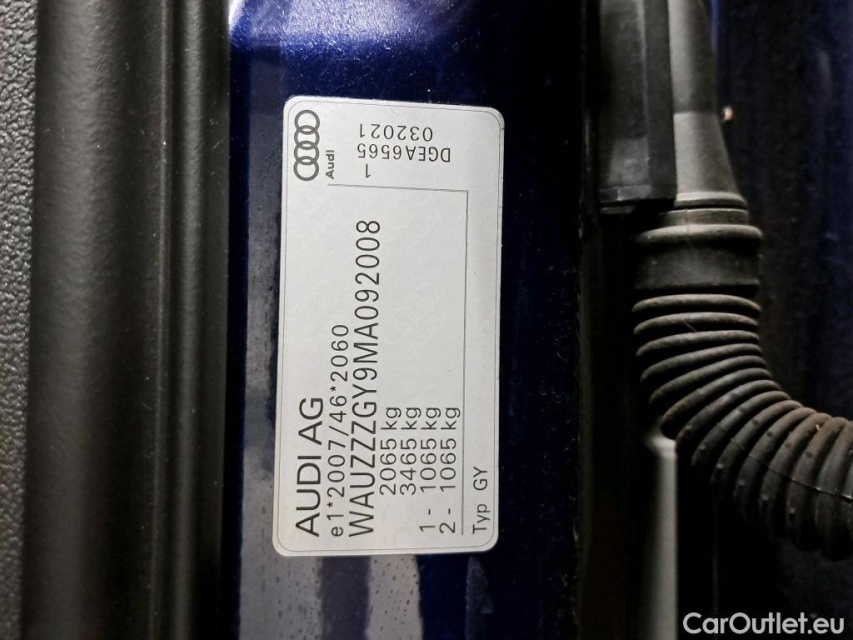 AUDI AG
e1*2007/46*2060
WAUZZZGY9MA092008
2065 kg
3465 kg
1 - 1065 kg
2 - 1065 kg
Typ GY
Audi
1
DGEA6565
032021
CarOutlet.eu